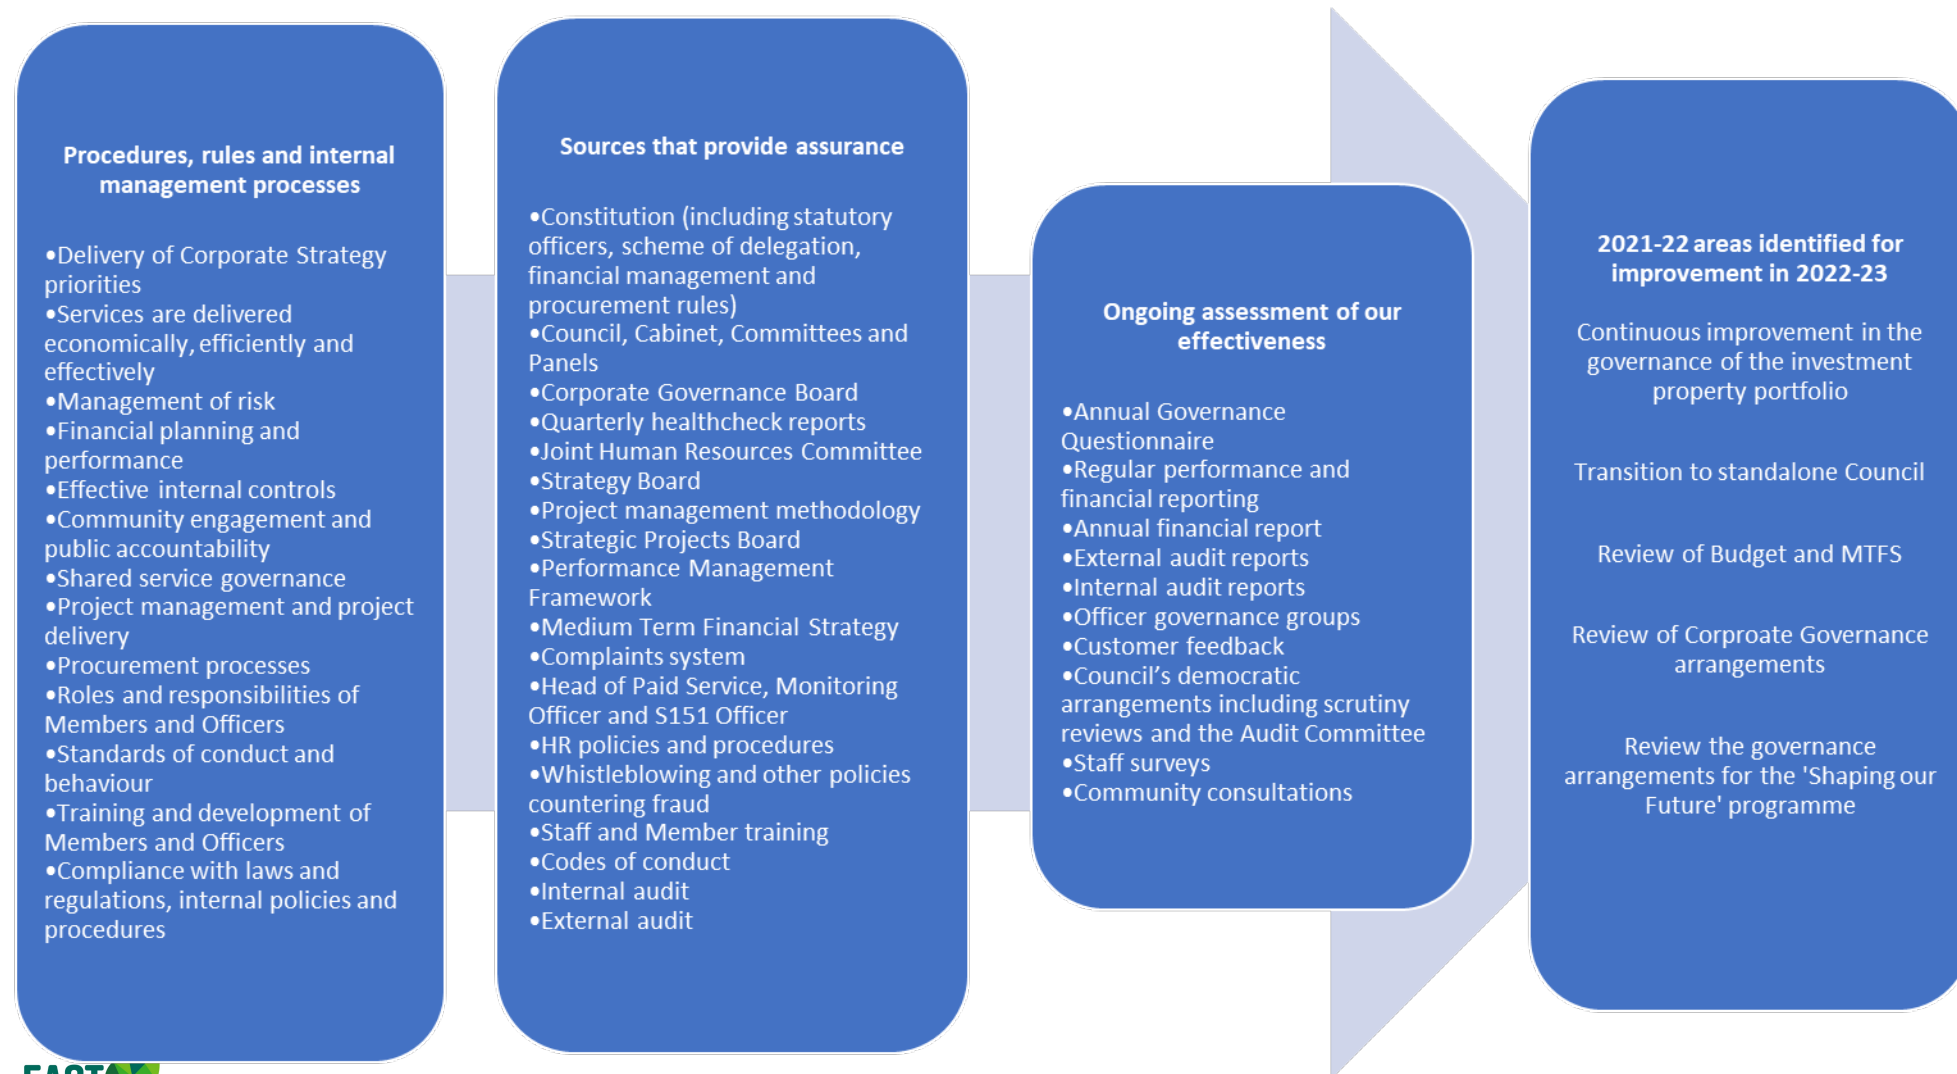 Procedures, rules and internal
management processes
•Delivery of Corporate Strategy
priorities
•Services are delivered
economically, efficiently and
effectively
•Management of risk
•Financial planning and
performance
•Effective internal controls
•Community engagement and
public accountability
•Shared service governance
•Project management and project
delivery
•Procurement processes
•Roles and responsibilities of
Members and Officers
•Standards of conduct and
behaviour
•Training and development of
Members and Officers
•Compliance with laws and
regulations, internal policies and
procedures
Sources that provide assurance
•Constitution (including statutory
officers, scheme of delegation,
financial management and
procurement rules)
•Council, Cabinet, Committees and
Panels
•Corporate Governance Board
•Quarterly healthcheck reports
•Joint Human Resources Committee
•Strategy Board
•Project management methodology
•Strategic Projects Board
•Performance Management
Framework
•Medium Term Financial Strategy
•Complaints system
•Head of Paid Service, Monitoring
Officer and S151 Officer
•HR policies and procedures
•Whistleblowing and other policies
countering fraud
•Staff and Member training
•Codes of conduct
•Internal audit
•External audit
Ongoing assessment of our
effectiveness
•Annual Governance
Questionnaire
•Regular performance and
financial reporting
•Annual financial report
•External audit reports
•Internal audit reports
•Officer governance groups
•Customer feedback
•Council’s democratic
arrangements including scrutiny
reviews and the Audit Committee
•Staff surveys
•Community consultations
2021-22 areas identified for
improvement in 2022-23
Continuous improvement in the
governance of the investment
property portfolio
Transition to standalone Council
Review of Budget and MTFS
Review of Corproate Governance
arrangements
Review the governance
arrangements for the 'Shaping our
Future' programme
EAST